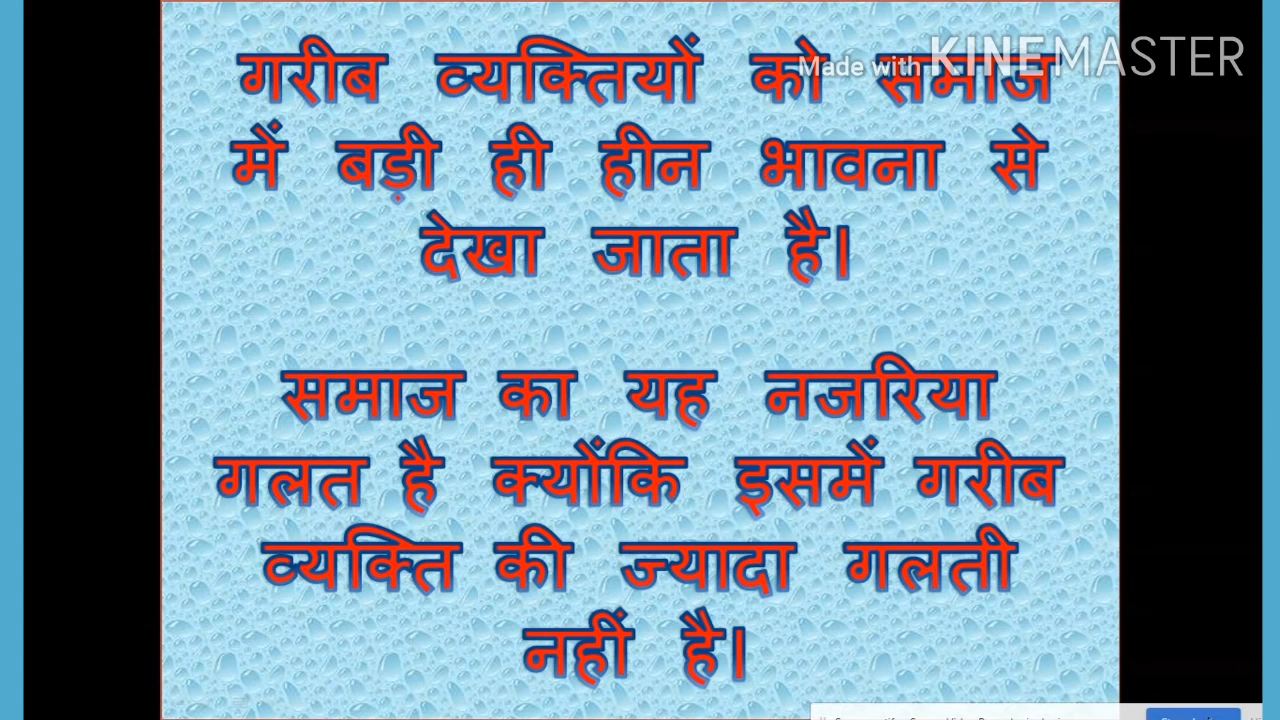 Made with KINEMASTER
गरीब व्यक्तियों को समाज
में बड़ी ही हीन भावना से
देखा जाता है।
समाज का यह नजरिया
गलत है क्योंकि इसमें गरीब
व्यक्ति की ज्यादा गलती
नहीं है।